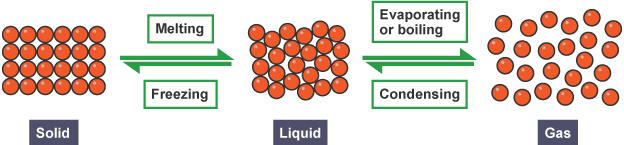 Melting
Evaporating
or boiling
Freezing
Condensing
Solid
Liquid
Gas